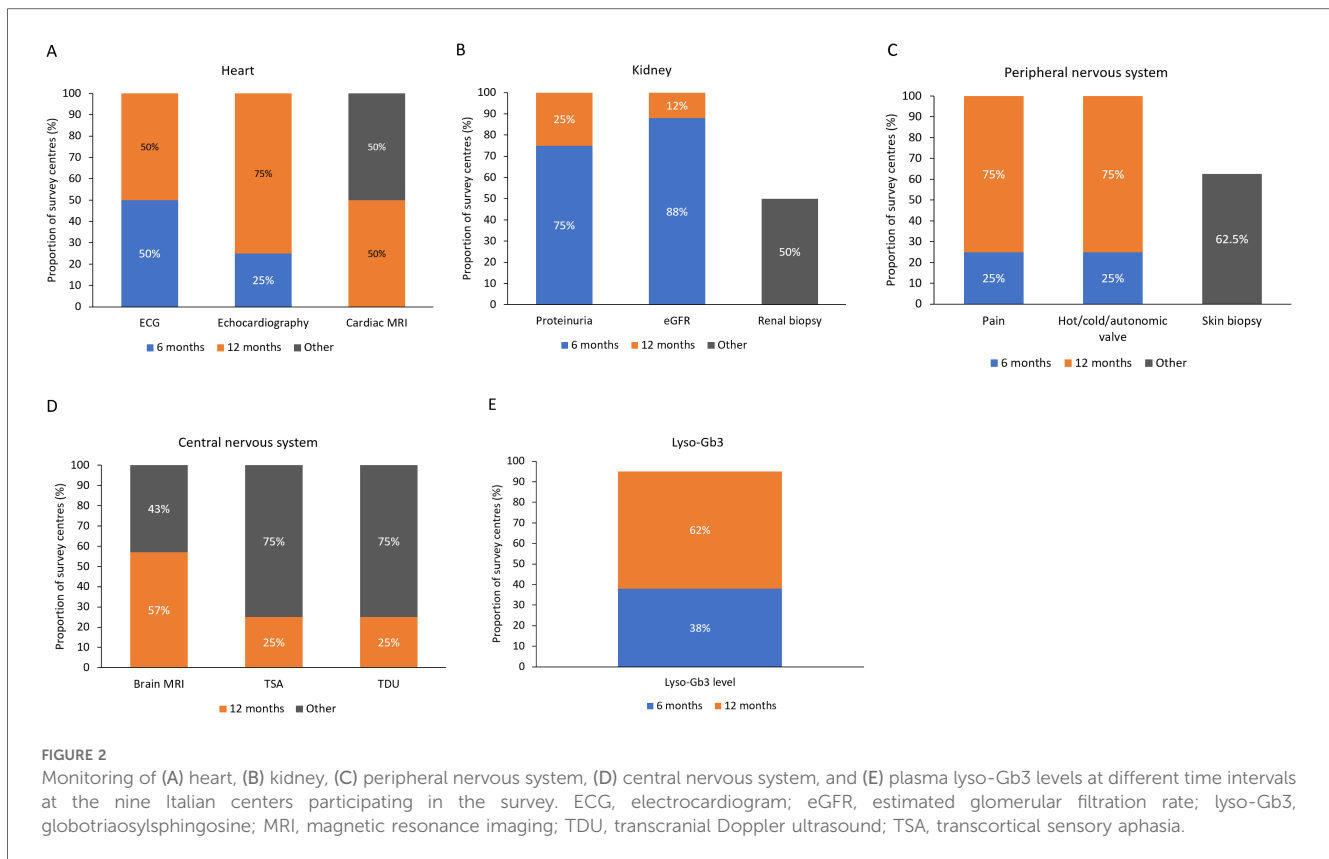 A
Heart
Proportion of survey centres (%)
100
90
80
70
60
50
40
30
20
10
0
50%
50%
75%
25%
50%
50%
ECG Echocardiography Cardiac MRI
6 months 12 months Other
B
Kidney
Proportion of survey centres (%)
100
90
80
70
60
50
40
30
20
10
0
25%
75%
12%
88%
50%
Proteinuria eGFR Renal biopsy
6 months 12 months Other
C
Peripheral nervous system
Proportion of survey centres (%)
100
90
80
70
60
50
40
30
20
10
0
75%
25%
75%
25%
62.5%
Pain Hot/cold/autonomic Skin biopsy
valve
6 months 12 months Other
D
Central nervous system
Proportion of survey centres (%)
100
90
80
70
60
50
40
30
20
10
0
43%
57%
75%
25%
75%
25%
Brain MRI TSA TDU
12 months Other
E
Lyso-Gb3
Proportion of survey centres (%)
100
90
80
70
60
50
40
30
20
10
0
62%
38%
Lyso-Gb3 level
6 months 12 months
FIGURE 2
Monitoring of (A) heart, (B) kidney, (C) peripheral nervous system, (D) central nervous system, and (E) plasma lyso-Gb3 levels at different time intervals
at the nine Italian centers participating in the survey. ECG, electrocardiogram; eGFR, estimated glomerular filtration rate; lyso-Gb3,
globotriaosylsphingosine; MRI, magnetic resonance imaging; TDU, transcranial Doppler ultrasound; TSA, transcortical sensory aphasia.